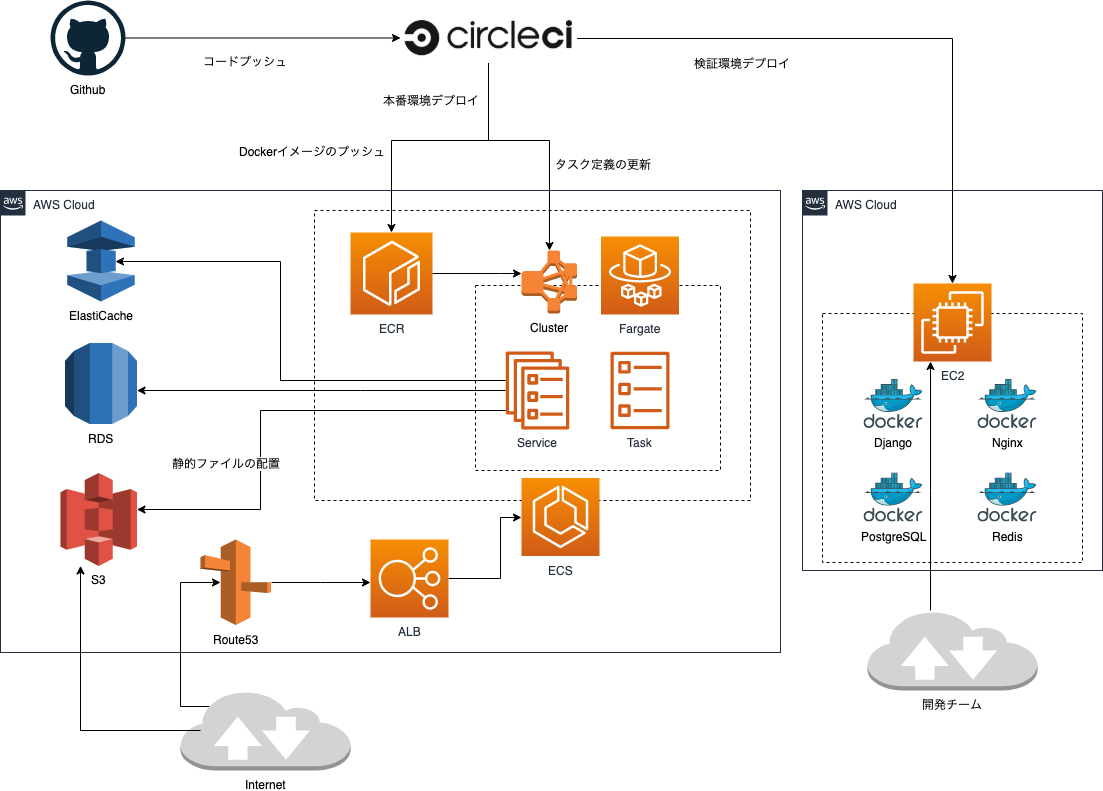 circleci
コードプッシュ
検証環境デプロイ
Github
本番環境デプロイ
Dockerイメージのプッシュ
タスク定義の更新
aws
AWS Cloud
aws
AWS Cloud
ElastiCache
ECR
Cluster
Fargate
EC2
docker
docker
Django
Nginx
RDS
Service
Task
静的ファイルの配置
docker
docker
PostgreSQL
Redis
S3
ECS
Route53
ALB
開発チーム
Internet